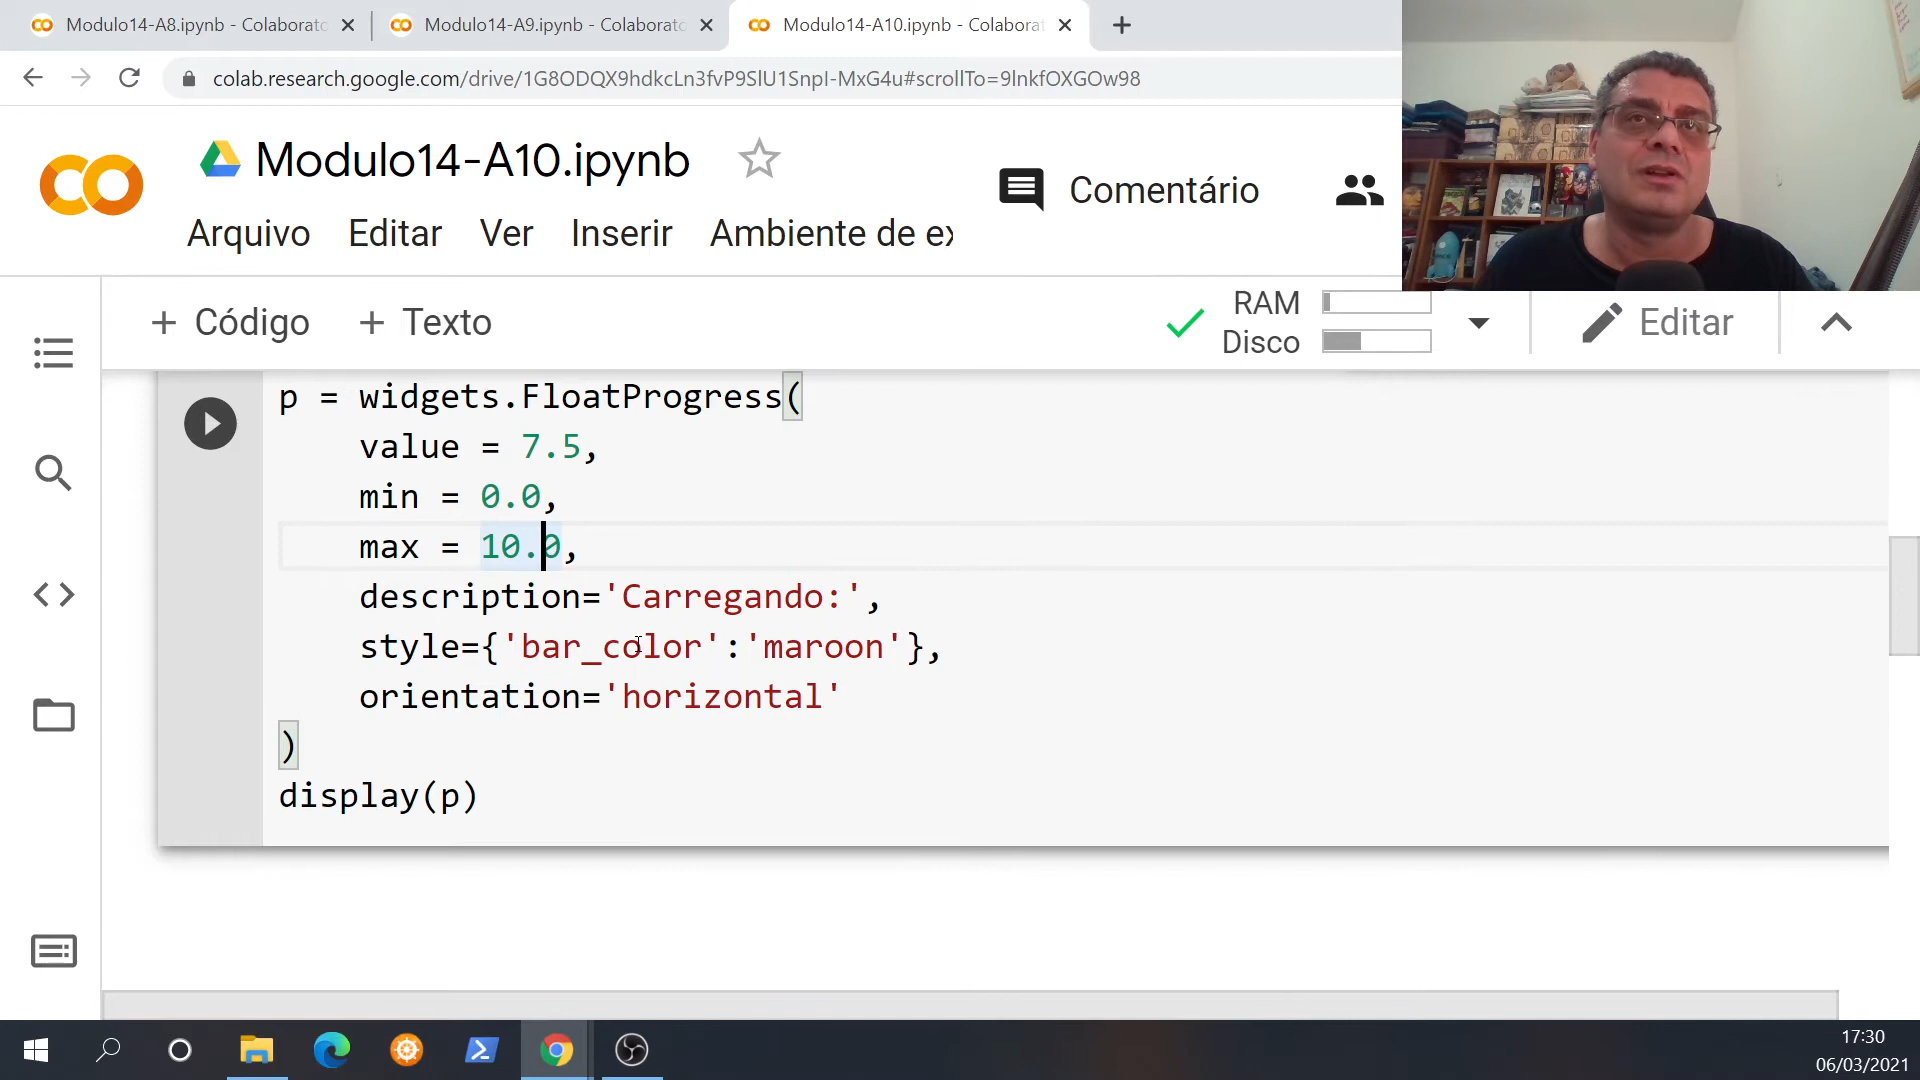 Modulo14-A8.ipynb - Colaborato
Modulo14-A9.ipynb - Colaborato
Modulo14-A10.ipynb - Colaborat
colab.research.google.com/drive/1G8ODQX9hdkcLn3fvP9SlU1SnpI-MxG4u#scrollTo=9lnkfOXGOw98
Modulo14-A10.ipynb
Comentário
Arquivo Editar Ver Inserir Ambiente de ex
+ Código + Texto
RAM
Disco
Editar
p = widgets.FloatProgress(
value = 7.5,
min = 0.0,
max = 10.0,
description='Carregando:',
style={'bar_color':'maroon'},
orientation='horizontal'
)
display(p)
17:30
06/03/2021